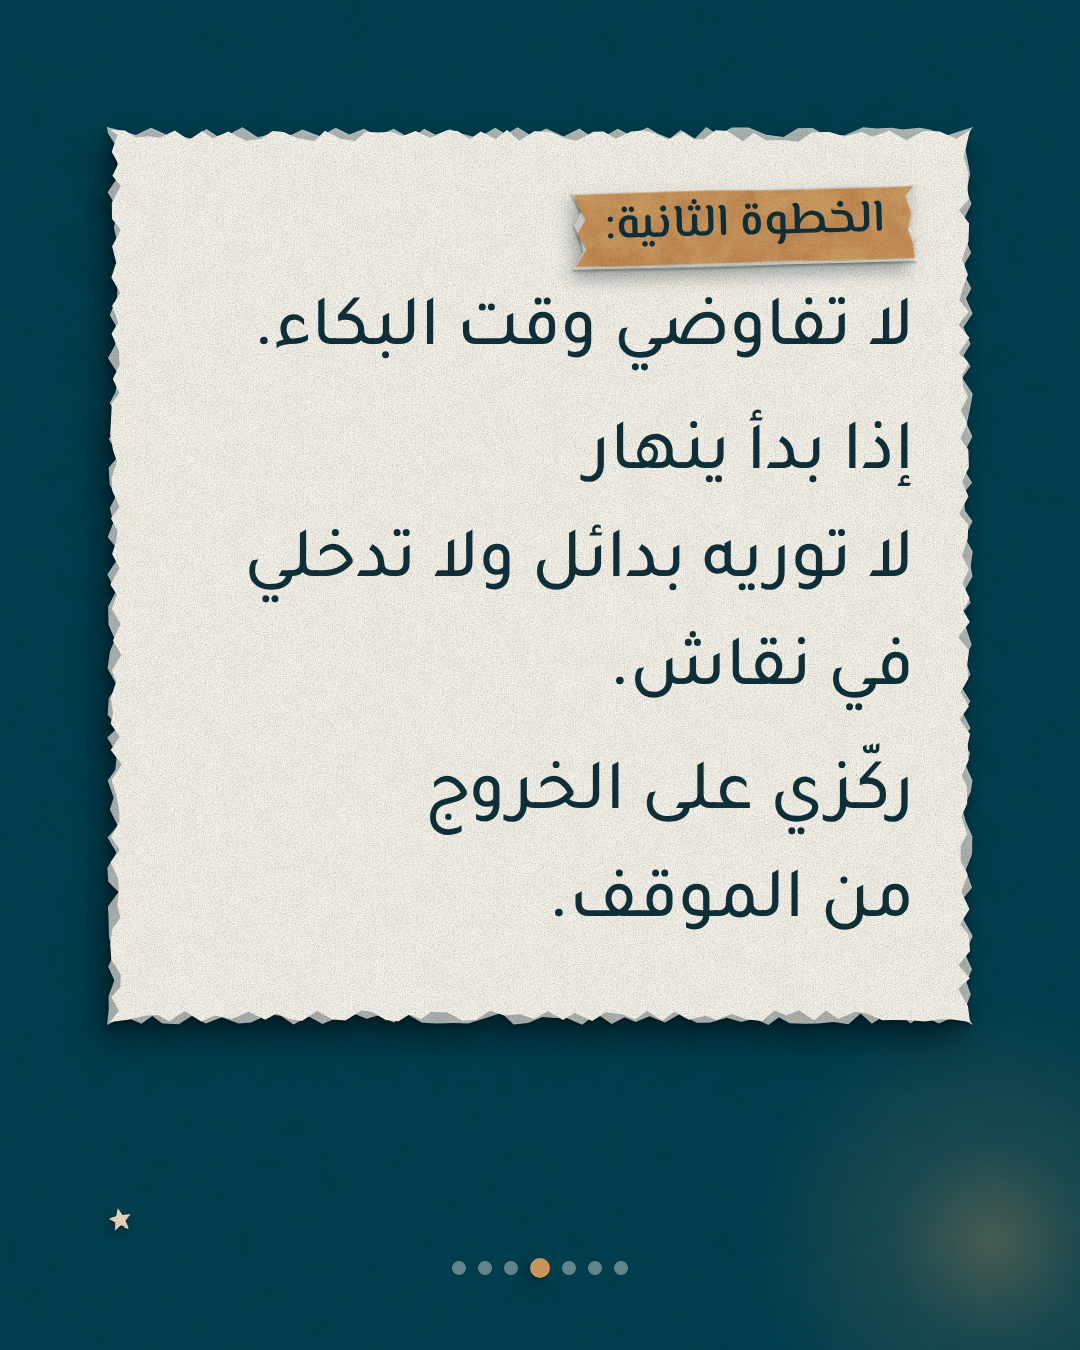 الخطوة الثانية:
لا تفاوضي وقت البكاء.
إذا بدأ ينهار
لا توريه بدائل ولا تدخلي
في نقاش.
ركّزي على الخروج
من الموقف.